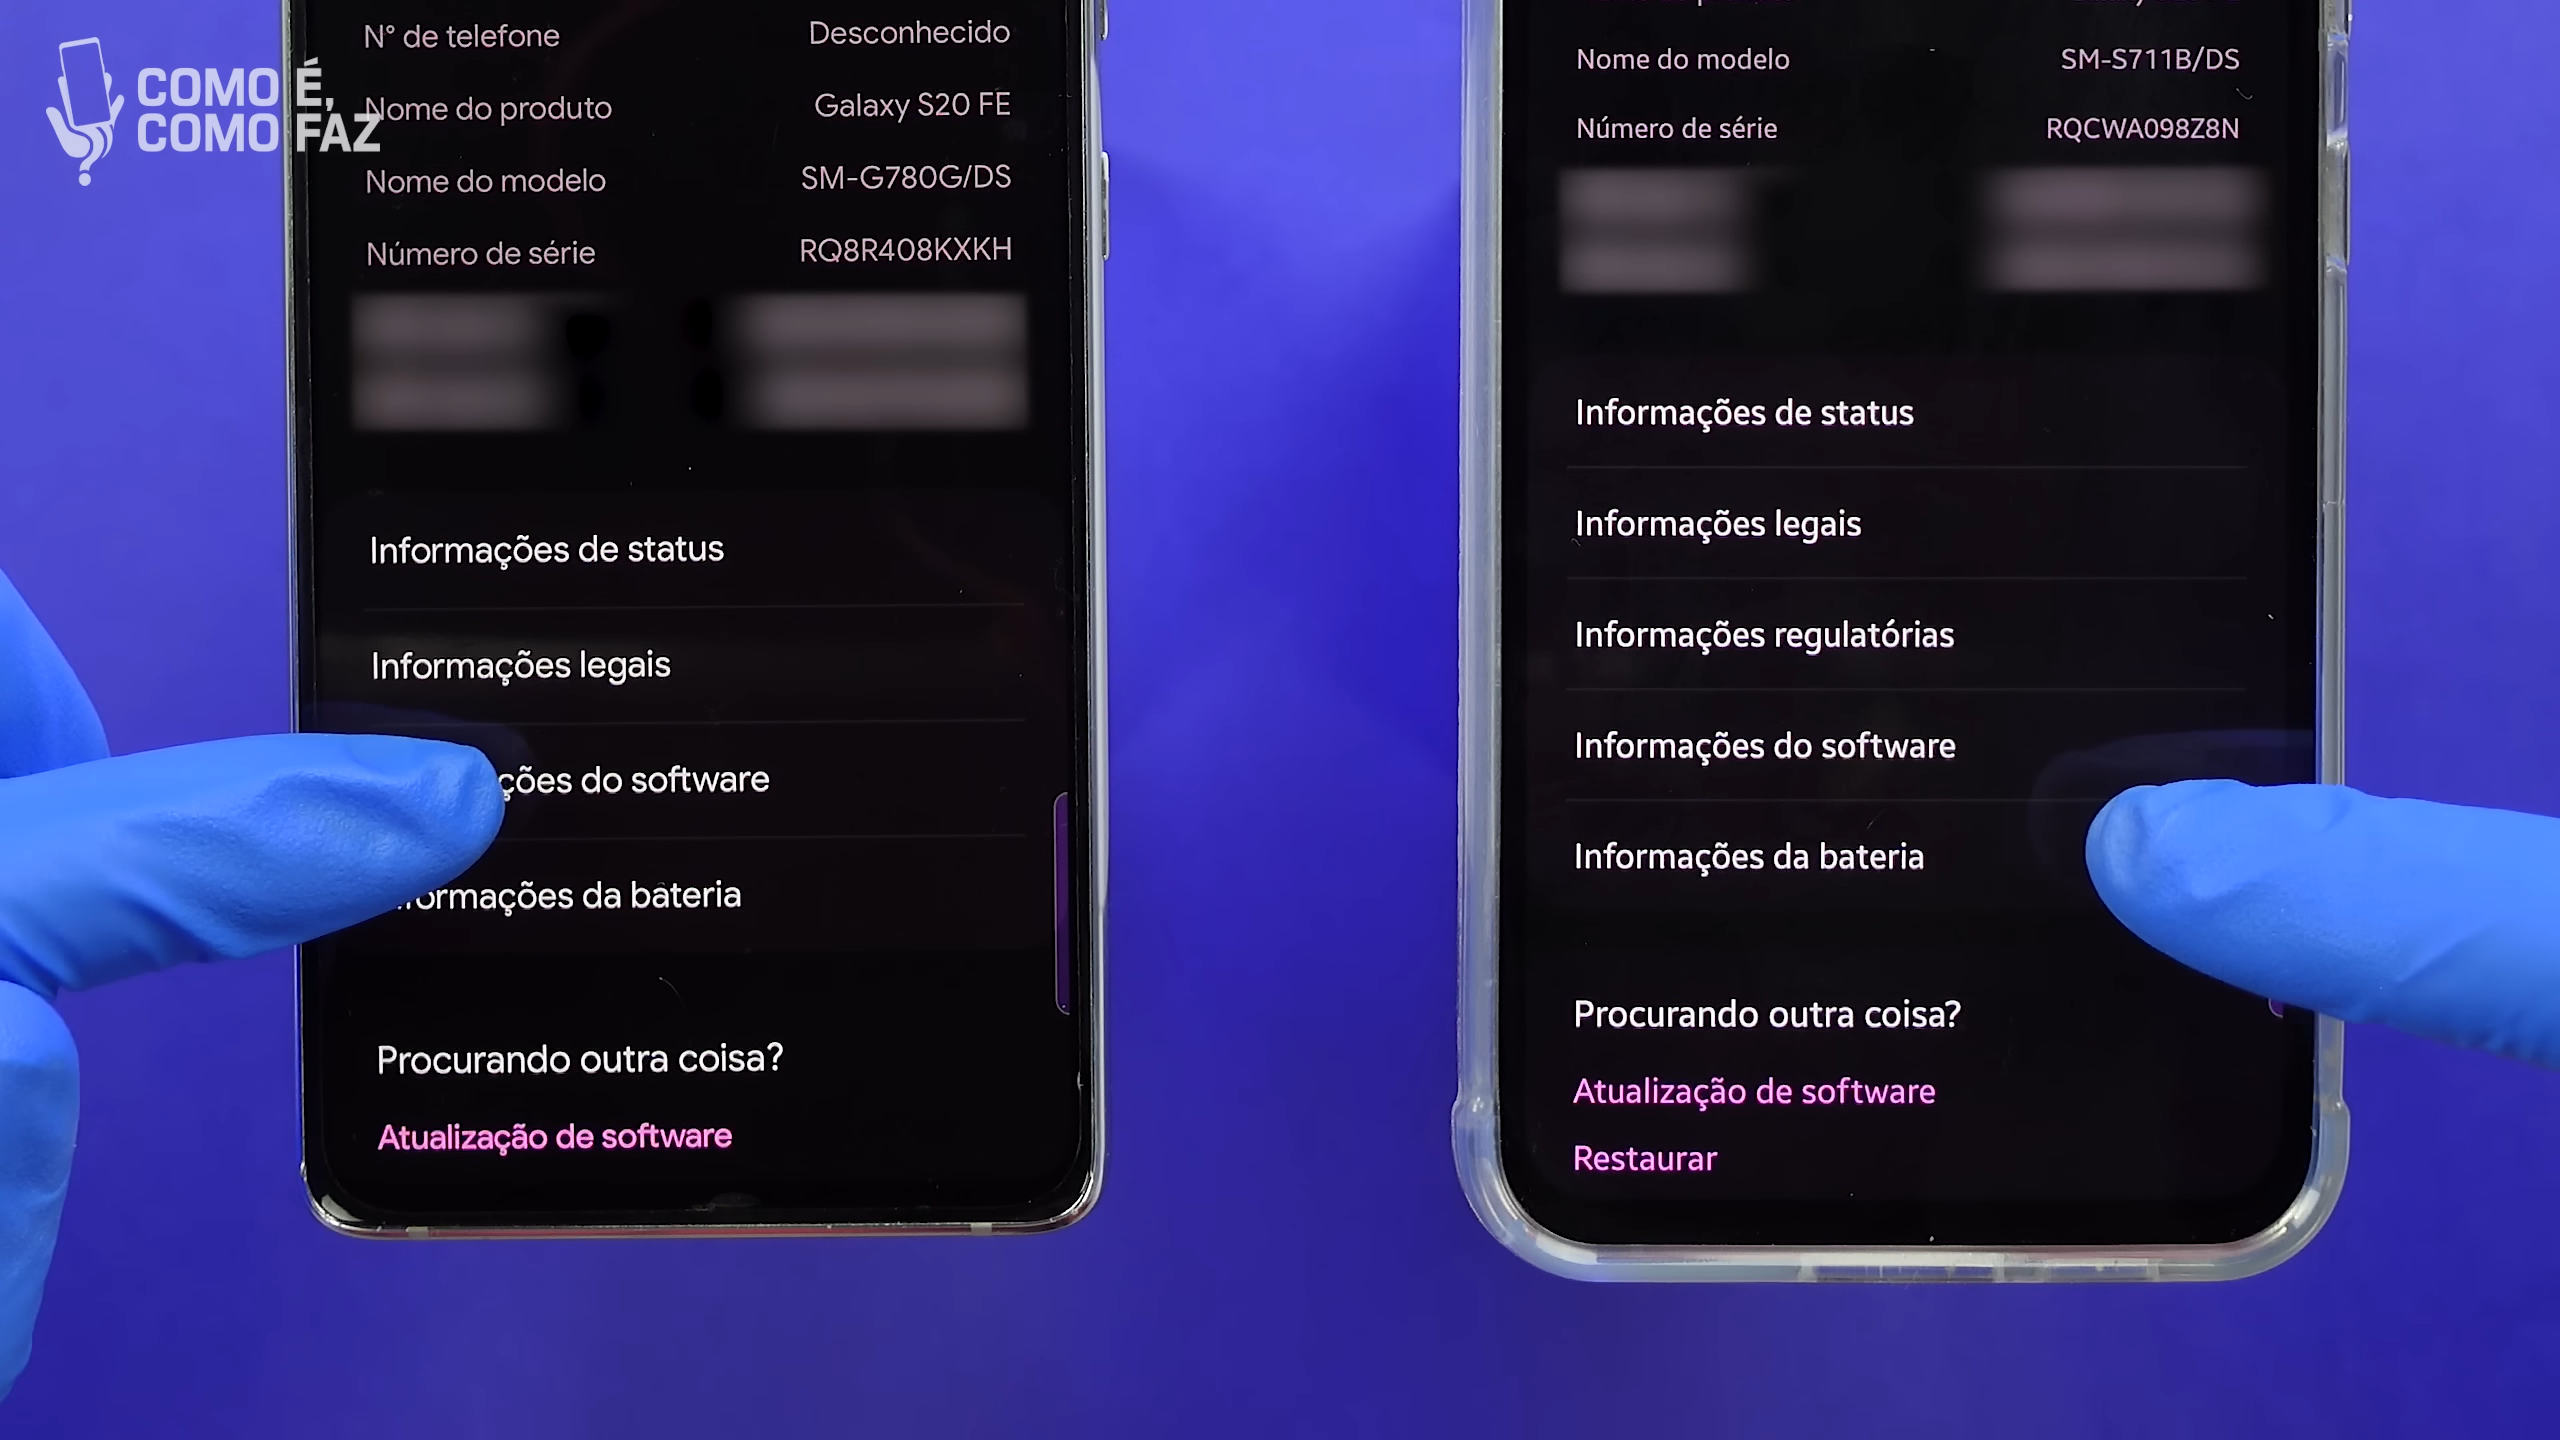 COMO É,
COMO FAZ
N° de telefone Desconhecido
Nome do produto Galaxy S20 FE
Nome do modelo SM-G780G/DS
Número de série RQ8R408KXKH
Informações de status
Informações legais
ções do software
ormações da bateria
Procurando outra coisa?
Atualização de software
Nome do modelo SM-S711B/DS
Número de série RQCWA098Z8N
Informações de status
Informações legais
Informações regulatórias
Informações do software
Informações da bateria
Procurando outra coisa?
Atualização de software
Restaurar